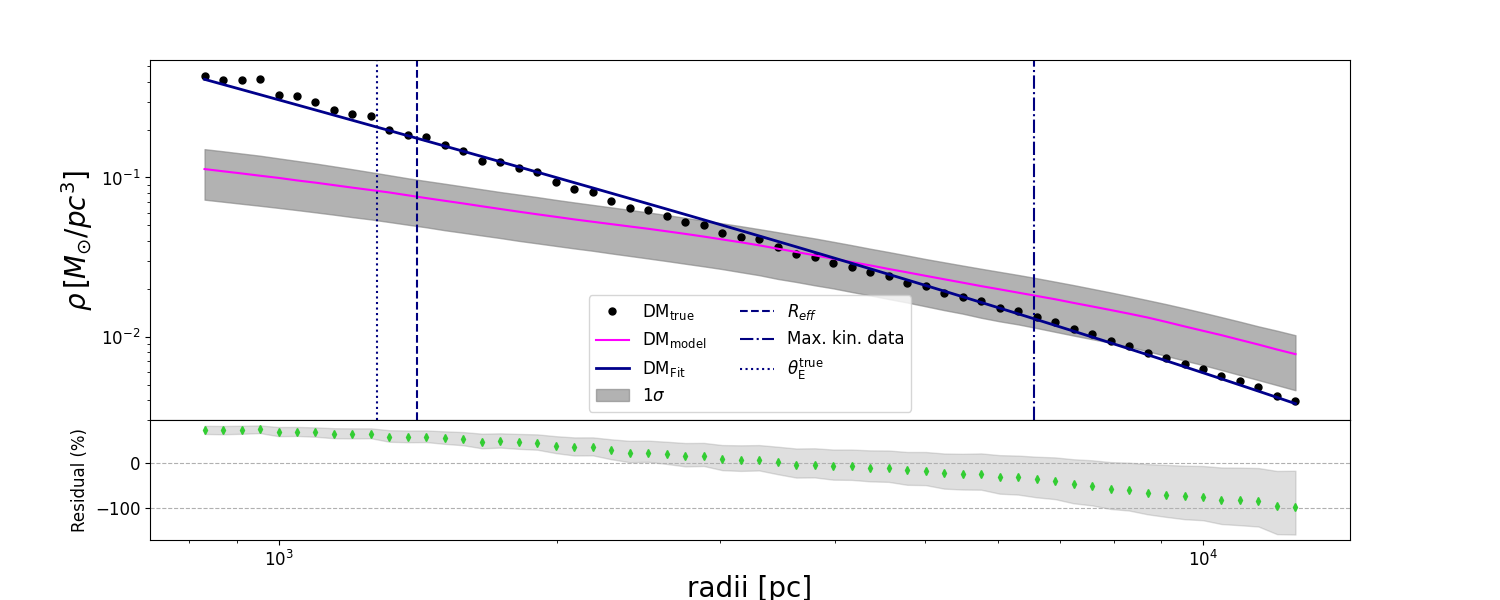 ρ [M⊙/pc³]
10⁻¹
10⁻²
DM_true
DM_model
DM_Fit
1σ
R_eff
Max. kin. data
θ_E^true
Residual (%)
0
−100
10³
10⁴
radii [pc]